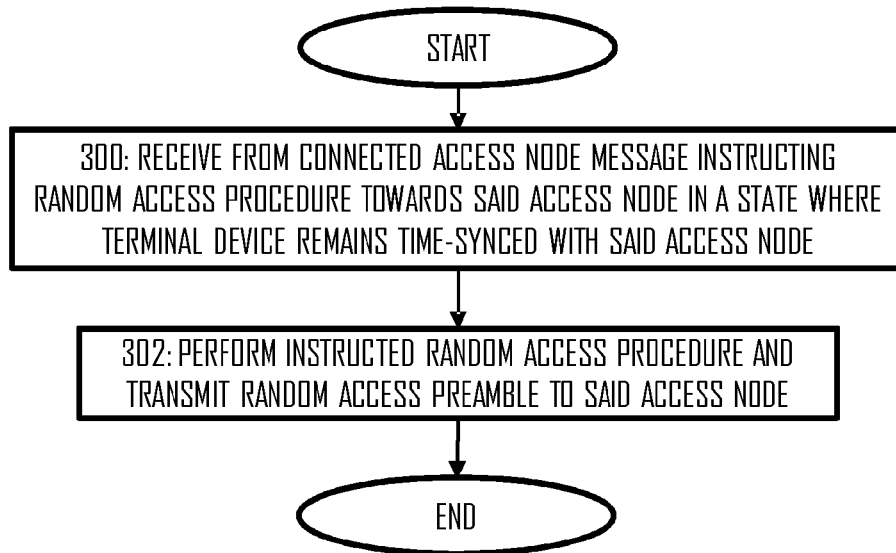 START
300: RECEIVE FROM CONNECTED ACCESS NODE MESSAGE INSTRUCTING
RANDOM ACCESS PROCEDURE TOWARDS SAID ACCESS NODE IN A STATE WHERE
TERMINAL DEVICE REMAINS TIME-SYNCED WITH SAID ACCESS NODE
302: PERFORM INSTRUCTED RANDOM ACCESS PROCEDURE AND
TRANSMIT RANDOM ACCESS PREAMBLE TO SAID ACCESS NODE
END